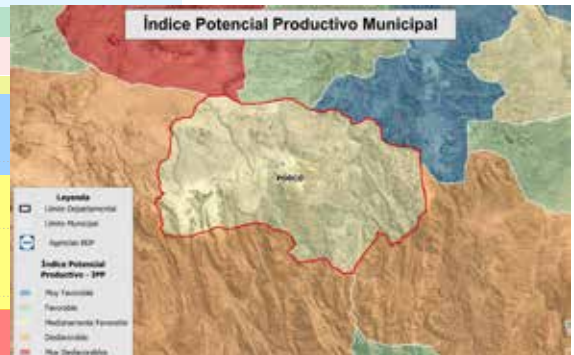 Índice Potencial Productivo Municipal
PORCO
Leyenda
Límite Departamental
Límite Municipal
Agencias BDP
Índice Potencial
Productivo - IPP
Muy Favorable
Favorable
Medianamente Favorable
Desfavorable
Muy Desfavorable